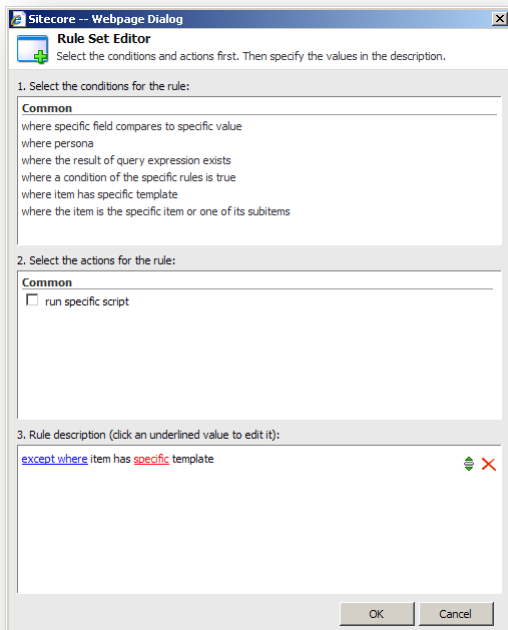 Sitecore -- Webpage Dialog
Rule Set Editor
Select the conditions and actions first. Then specify the values in the description.
1. Select the conditions for the rule:
Common
where specific field compares to specific value
where persona
where the result of query expression exists
where a condition of the specific rules is true
where item has specific template
where the item is the specific item or one of its subitems
2. Select the actions for the rule:
Common
run specific script
3. Rule description (click an underlined value to edit it):
except where item has specific template
OK Cancel